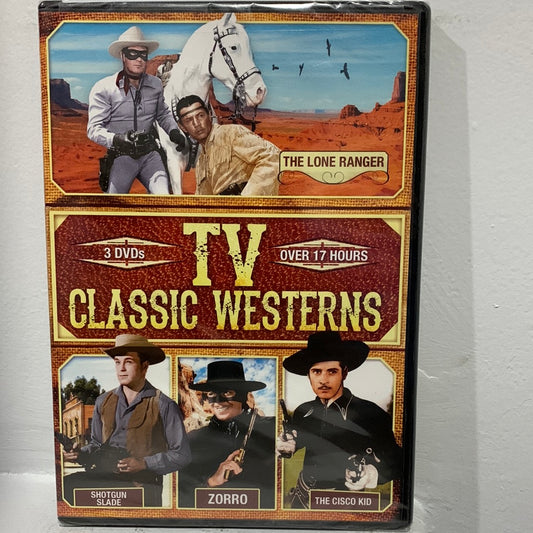 THE LONE RANGER
3 DVDs
TV
OVER 17 HOURS
CLASSIC WESTERNS
SHOTGUN
SLADE
ZORRO
THE CISCO KID